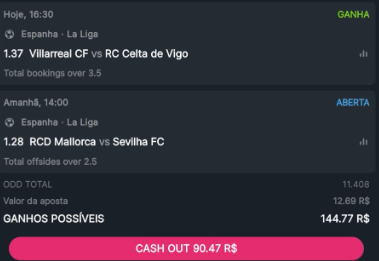 Hoje, 16:30 GANHA
Espanha · La Liga
1.37 Villarreal CF vs RC Celta de Vigo
Total bookings over 3.5
Amanhã, 14:00 ABERTA
Espanha · La Liga
1.28 RCD Mallorca vs Sevilha FC
Total offsides over 2.5
ODD TOTAL 11.408
Valor da aposta 12.69 R$
GANHOS POSSÍVEIS 144.77 R$
CASH OUT 90.47 R$